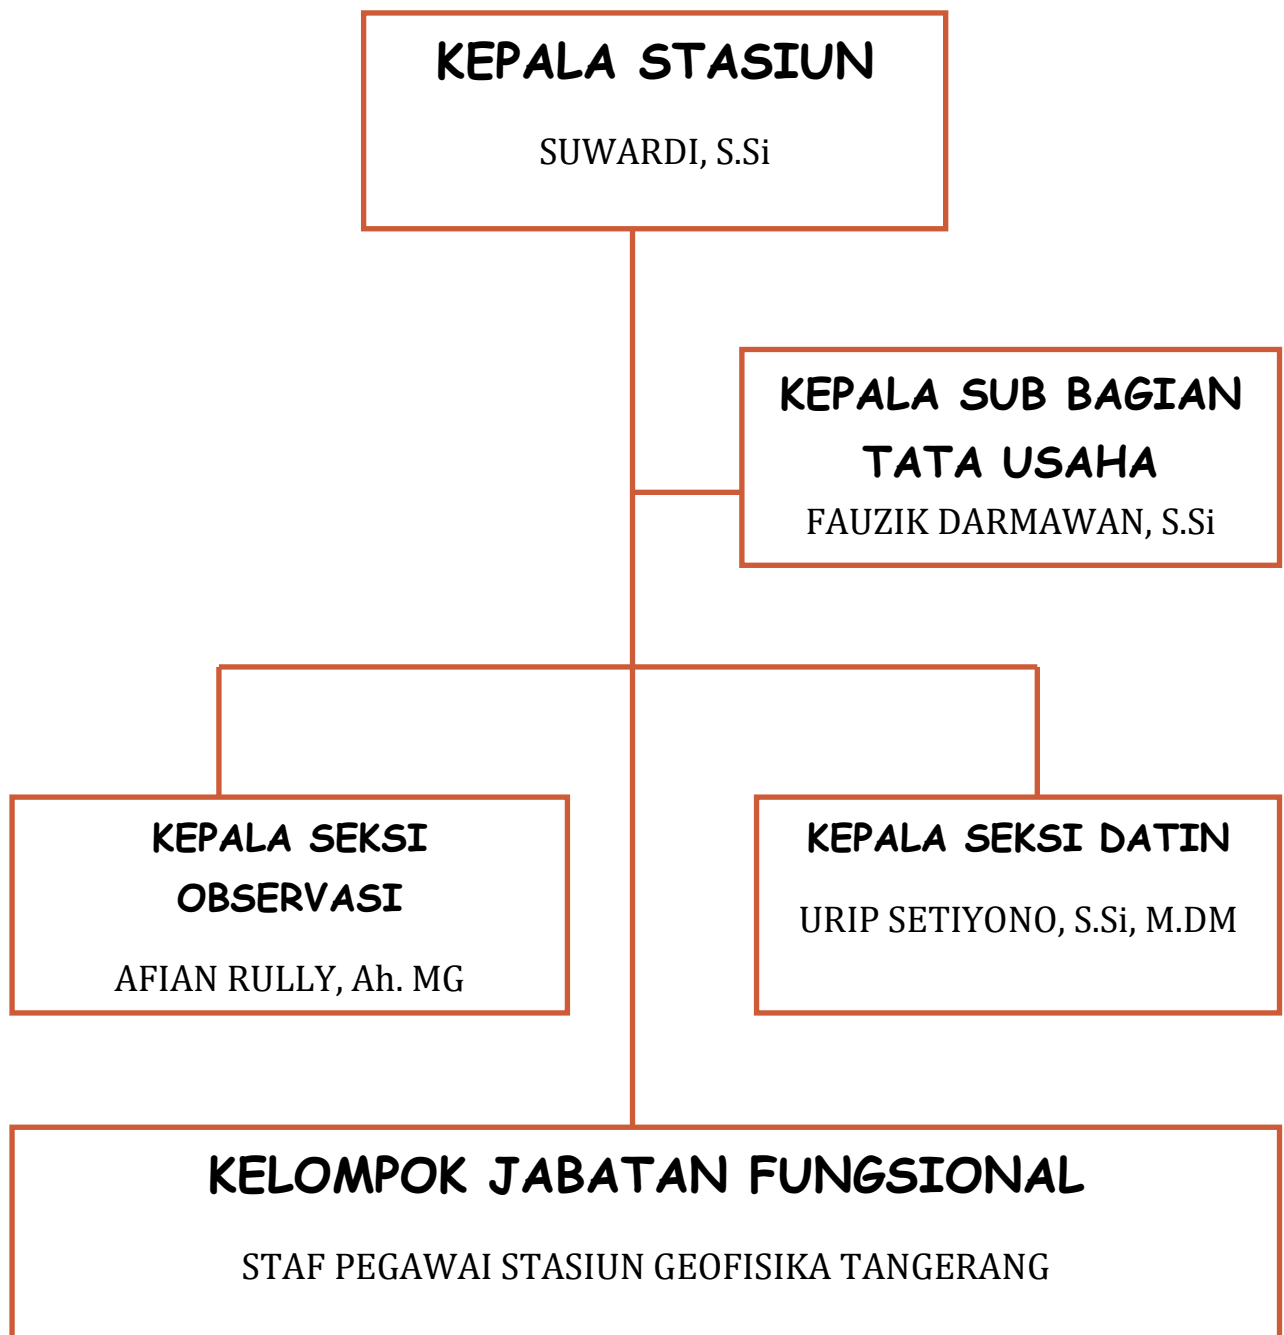 KEPALA STASIUN
SUWARDI, S.Si
KEPALA SUB BAGIAN
TATA USAHA
FAUZIK DARMAWAN, S.Si
KEPALA SEKSI
OBSERVASI
AFIAN RULLY, Ah. MG
KEPALA SEKSI DATIN
URIP SETIYONO, S.Si, M.DM
KELOMPOK JABATAN FUNGSIONAL
STAF PEGAWAI STASIUN GEOFISIKA TANGERANG